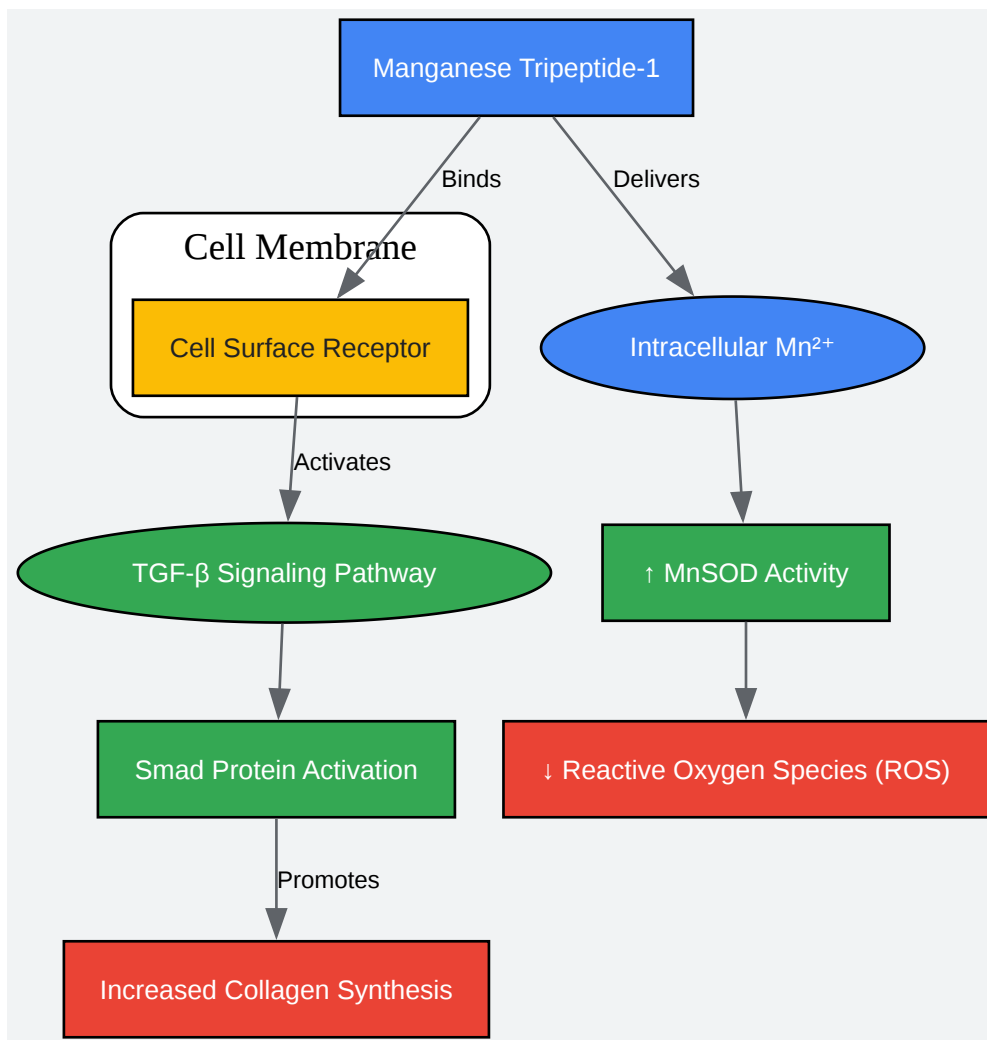 Manganese Tripeptide-1
Binds
Delivers
Cell Membrane
Cell Surface Receptor
Intracellular Mn²⁺
Activates
TGF-β Signaling Pathway
↑ MnSOD Activity
Smad Protein Activation
↓ Reactive Oxygen Species (ROS)
Promotes
Increased Collagen Synthesis